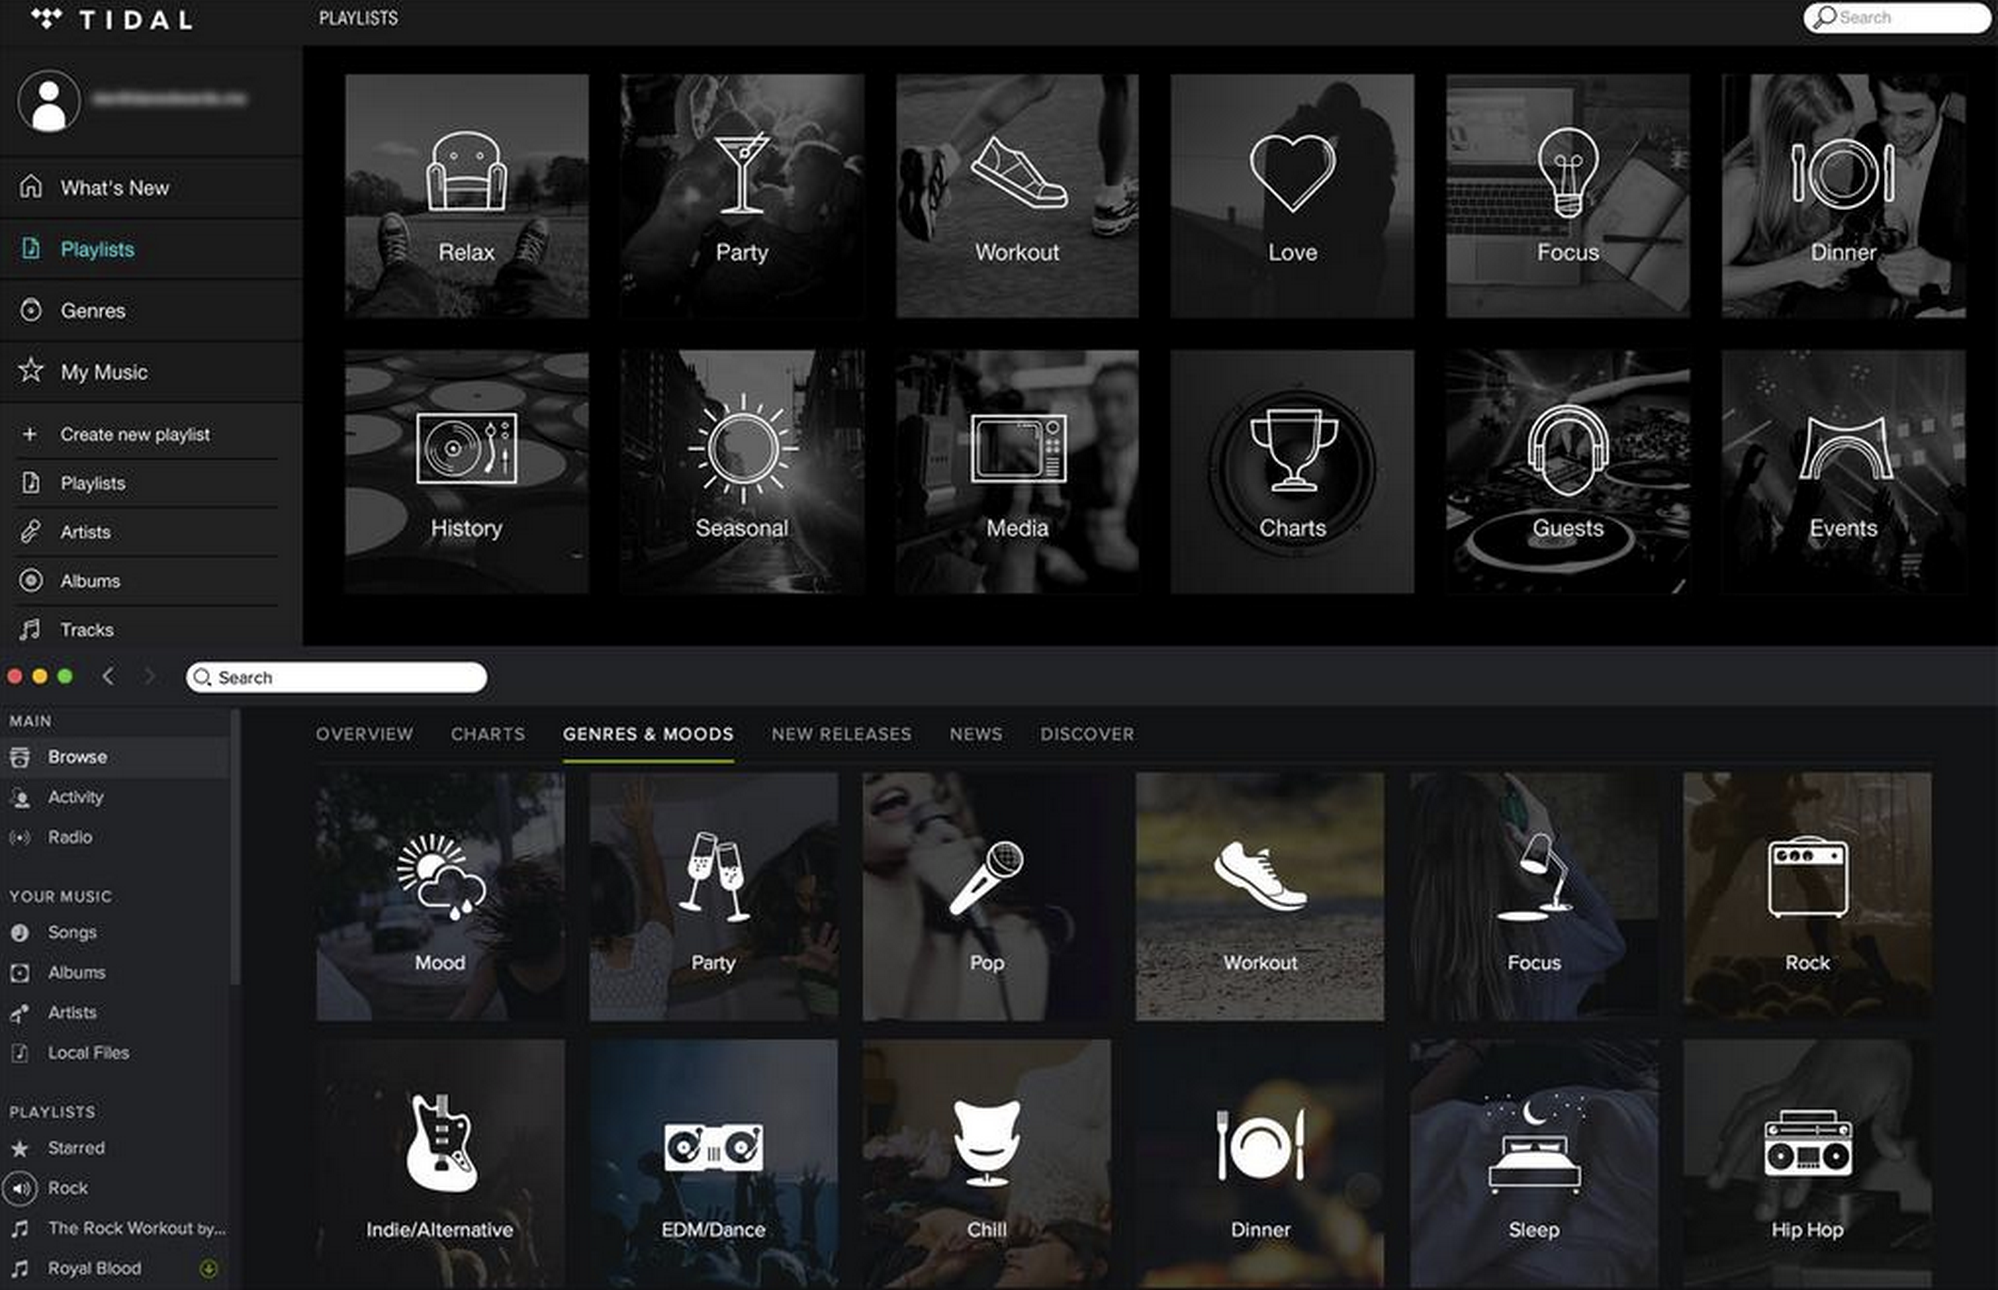 TIDAL
PLAYLISTS
Search
What's New
Playlists
Genres
My Music
Create new playlist
Playlists
Artists
Albums
Tracks
Relax
Party
Workout
Love
Focus
Dinner
History
Seasonal
Media
Charts
Guests
Events
Search
MAIN
Browse
Activity
Radio
YOUR MUSIC
Songs
Albums
Artists
Local Files
PLAYLISTS
Starred
Rock
The Rock Workout by...
Royal Blood
OVERVIEW
CHARTS
GENRES & MOODS
NEW RELEASES
NEWS
DISCOVER
Mood
Party
Pop
Workout
Focus
Rock
Indie/Alternative
EDM/Dance
Chill
Dinner
Sleep
Hip Hop